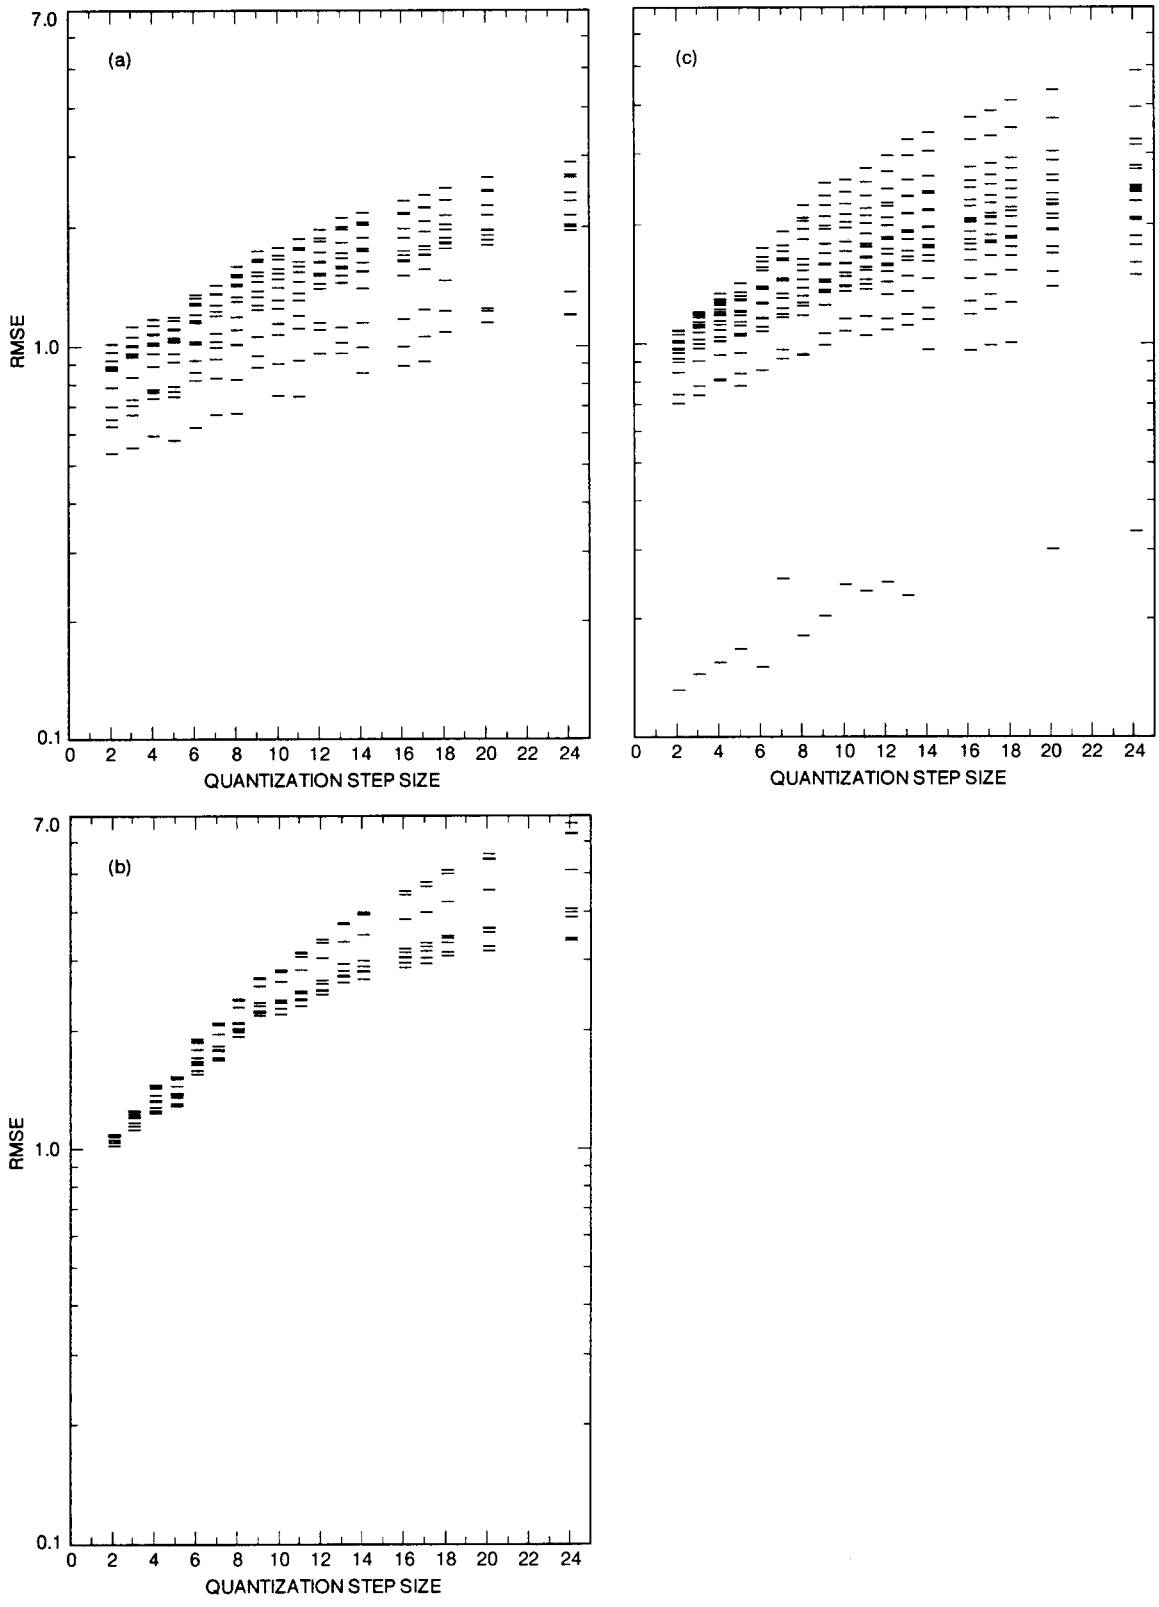 7.0
(a)
RMSE
1.0
0.1
0 2 4 6 8 10 12 14 16 18 20 22 24
QUANTIZATION STEP SIZE
(c)
0 2 4 6 8 10 12 14 16 18 20 22 24
QUANTIZATION STEP SIZE
7.0
(b)
RMSE
1.0
0.1
0 2 4 6 8 10 12 14 16 18 20 22 24
QUANTIZATION STEP SIZE